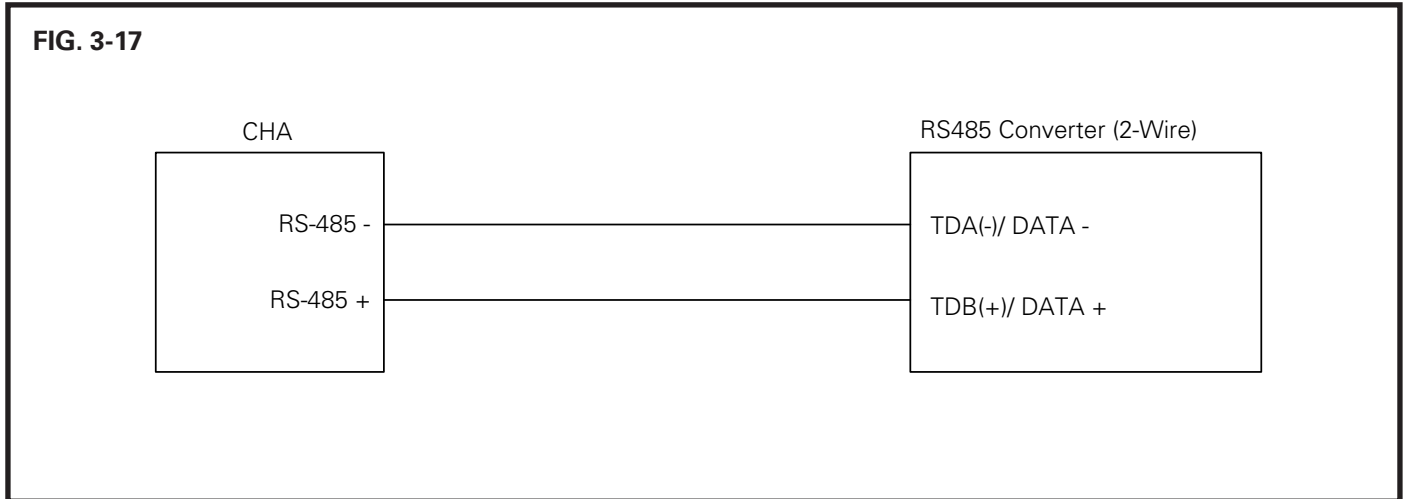 FIG. 3-17
CHA
RS485 Converter (2-Wire)
RS-485 -
TDA(-)/ DATA -
RS-485 +
TDB(+)/ DATA +